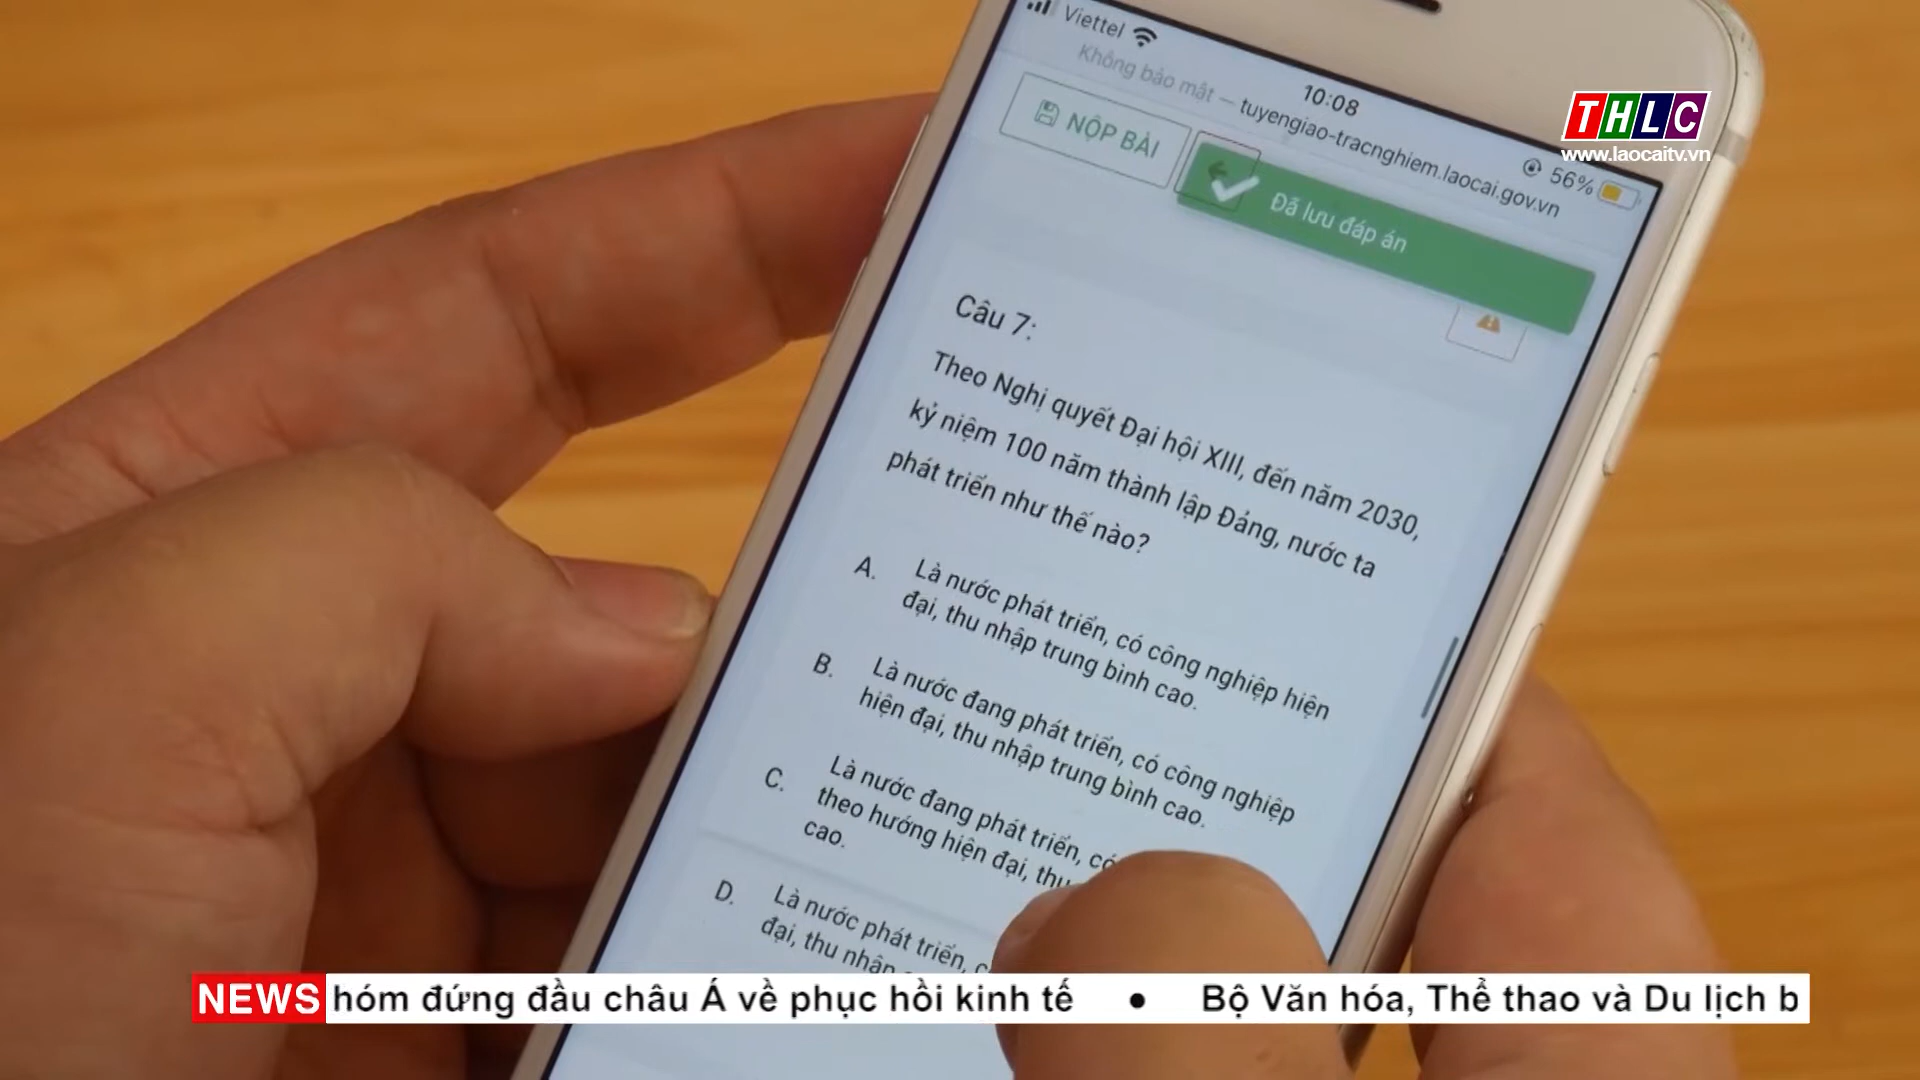 Viettel
10:08
56%
Không bảo mật — tuyengiao-tracnghiem.laocai.gov.vn
THLC
www.laocaitv.vn
NỘP BÀI
Đã lưu đáp án
Câu 7:
Theo Nghị quyết Đại hội XIII, đến năm 2030,
kỷ niệm 100 năm thành lập Đảng, nước ta
phát triển như thế nào?
A. Là nước phát triển, có công nghiệp hiện
đại, thu nhập trung bình cao.
B. Là nước đang phát triển, có công nghiệp
hiện đại, thu nhập trung bình cao.
C. Là nước đang phát triển, có
theo hướng hiện đại, thu
cao.
D. Là nước phát triển,
đại, thu nhập
NEWS hóm đứng đầu châu Á về phục hồi kinh tế • Bộ Văn hóa, Thể thao và Du lịch b